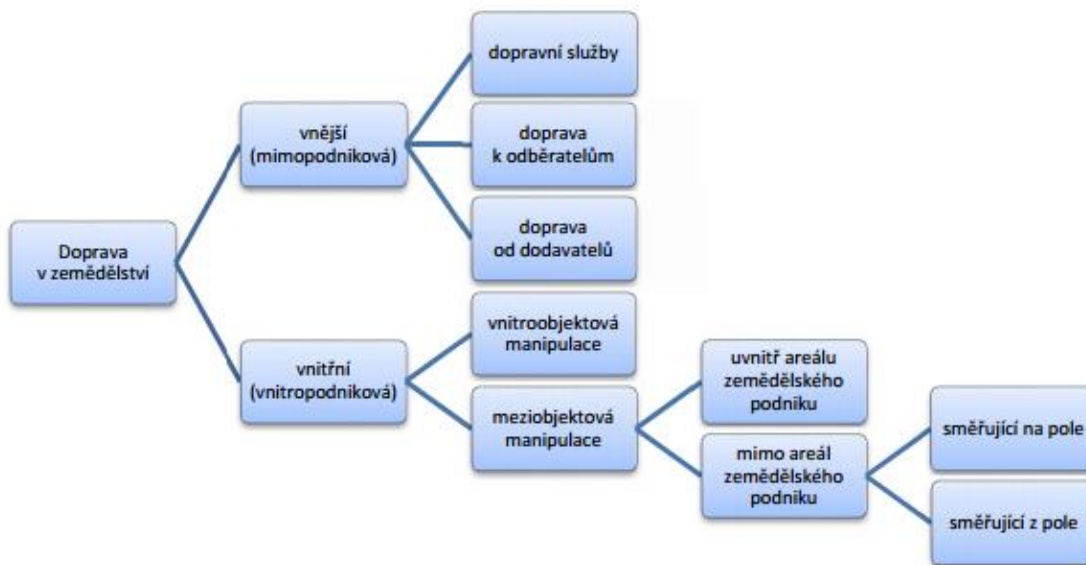 dopravní služby
vnější
(mimopodniková)
doprava
k odběratelům
doprava
od dodavatelů
Doprava
v zemědělství
vnitroobjektová
manipulace
vnitřní
(vnitropodniková)
uvnitř areálu
zemědělského
podniku
meziobjektová
manipulace
mimo areál
zemědělského
podniku
směřující na pole
směřující z pole